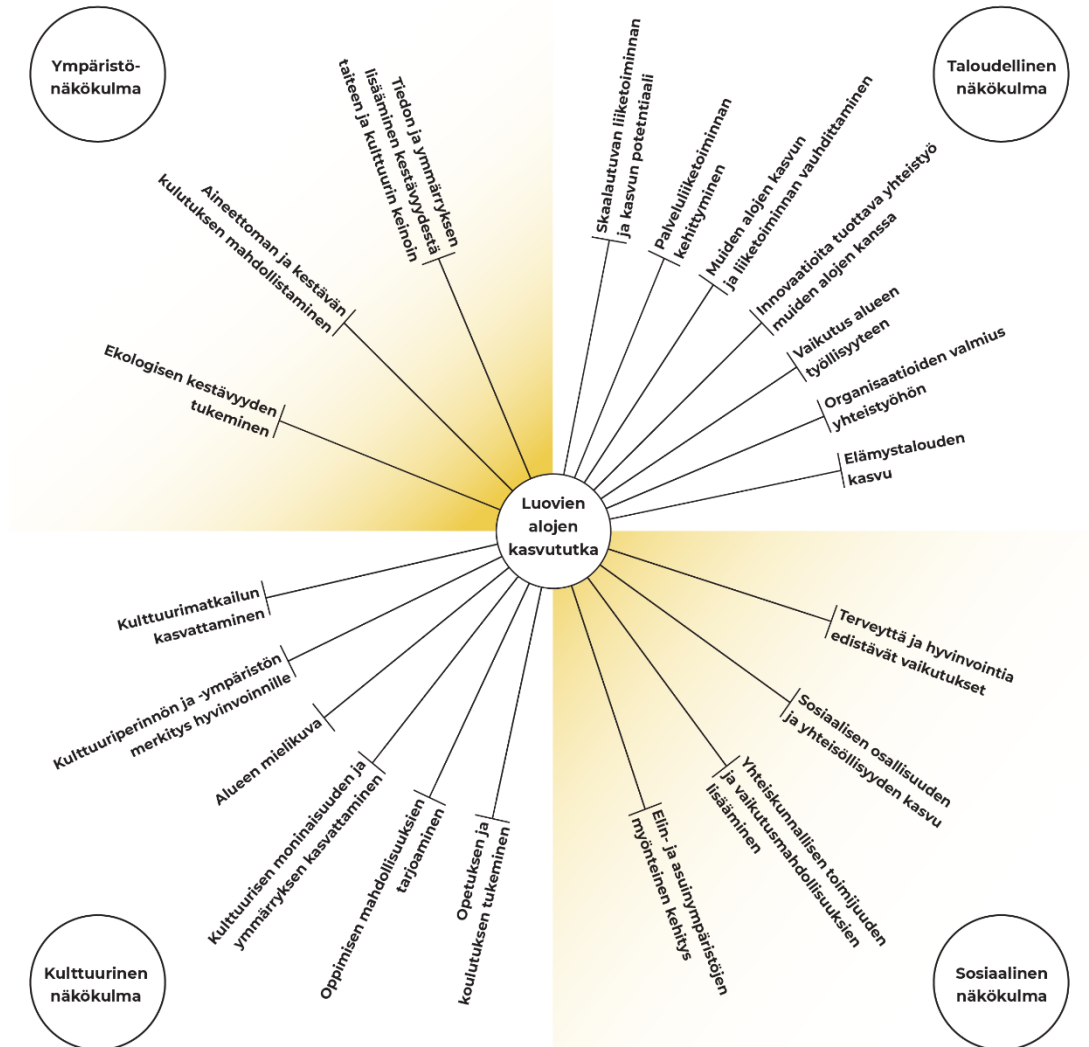 Ympäristö-
näkökulma
Tiedon ja ymmärryksen
lisääminen kestävyydestä
taiteen ja kulttuurin keinoin
Aineettoman ja kestävän
kulutuksen mahdollistaminen
Ekologisen kestävyyden
tukeminen
Taloudellinen
näkökulma
Skaalautuvan liiketoiminnan
ja kasvun potetntiaali
Palveluliiketoiminnan
kehittyminen
Muiden alojen kasvun
ja liiketoiminnan vauhdittaminen
Innovaatioita tuottava yhteistyö
muiden alojen kanssa
Vaikutus alueen
työllisyyteen
Organisaatioiden valmius
yhteistyöhön
Elämystalouden
kasvu
Luovien
alojen
kasvututka
Kulttuurimatkailun
kasvattaminen
Kulttuuriperinnön ja -ympäristön
merkitys hyvinvoinnille
Alueen mielikuva
Kulttuurisen moninaisuuden ja
ymmärryksen kasvattaminen
Oppimisen mahdollisuuksien
tarjoaminen
Opetuksen ja
koulutuksen tukeminen
Kulttuurinen
näkökulma
Terveyttä ja hyvinvointia
edistävät vaikutukset
Sosiaalisen osallisuuden
ja yhteisöllisyyden kasvu
Yhteiskunnallisen toimijuuden
ja vaikutusmahdollisuuksien
lisääminen
Elin- ja asuinympäristöjen
myönteinen kehitys
Sosiaalinen
näkökulma